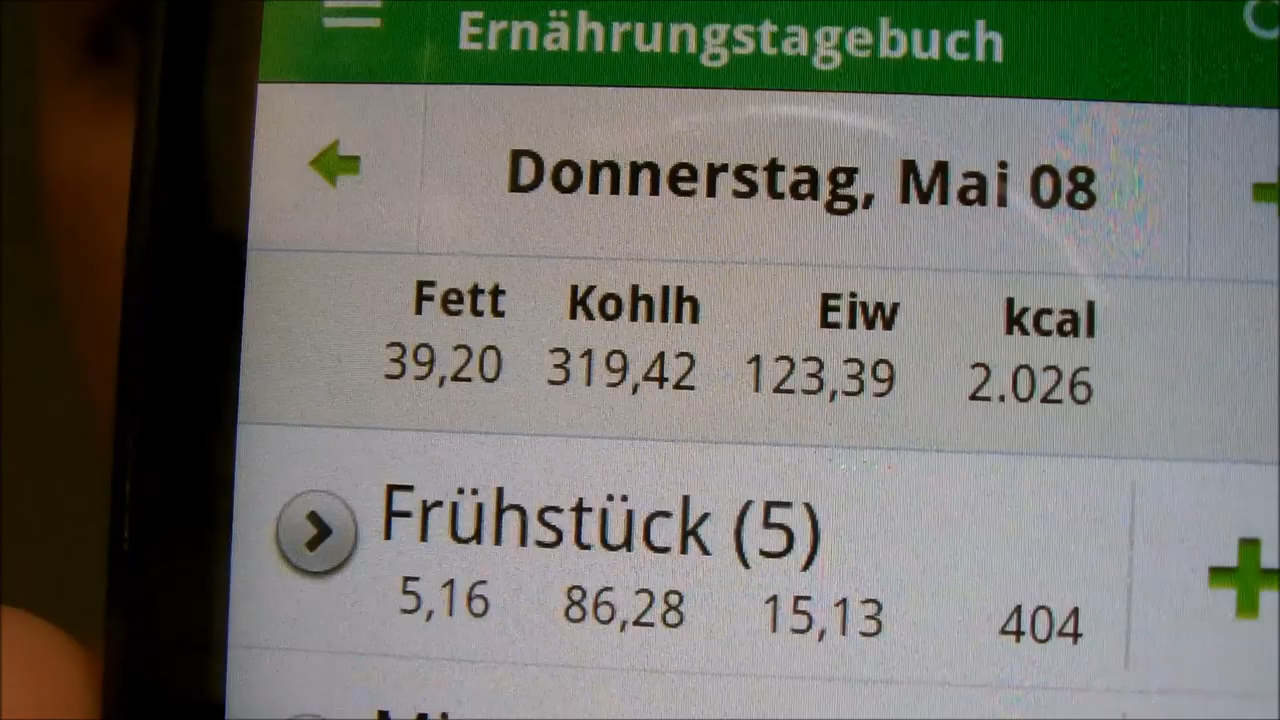 Ernährungstagebuch
Donnerstag, Mai 08
Fett Kohlh Eiw kcal
39,20 319,42 123,39 2.026
Frühstück (5)
5,16 86,28 15,13 404